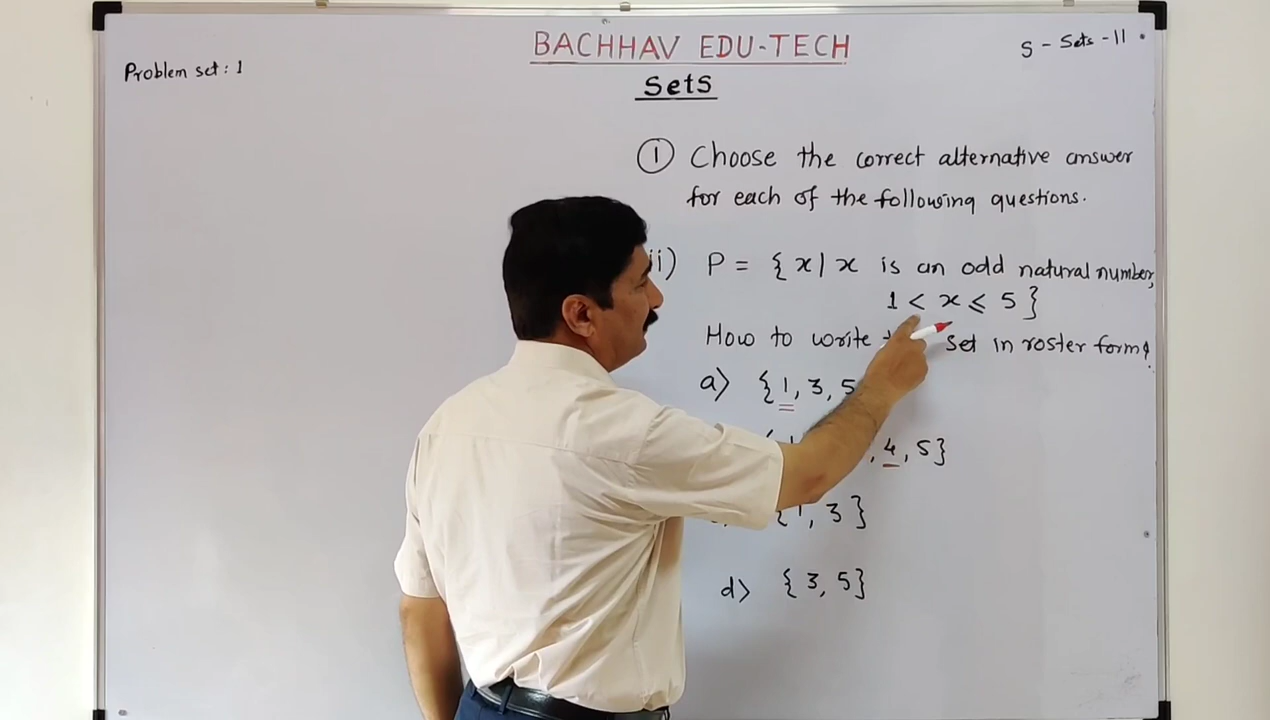 BACHHAV EDU-TECH
S - Sets - 11
Problem set: 1
Sets
① Choose the correct alternative answer
for each of the following questions.
ii) P = { x / x is an odd natural number,
1 < x ≤ 5 }
How to write set in roster form?
a) {1, 3, 5
, 4, 5}
, 3 }
d) { 3, 5}